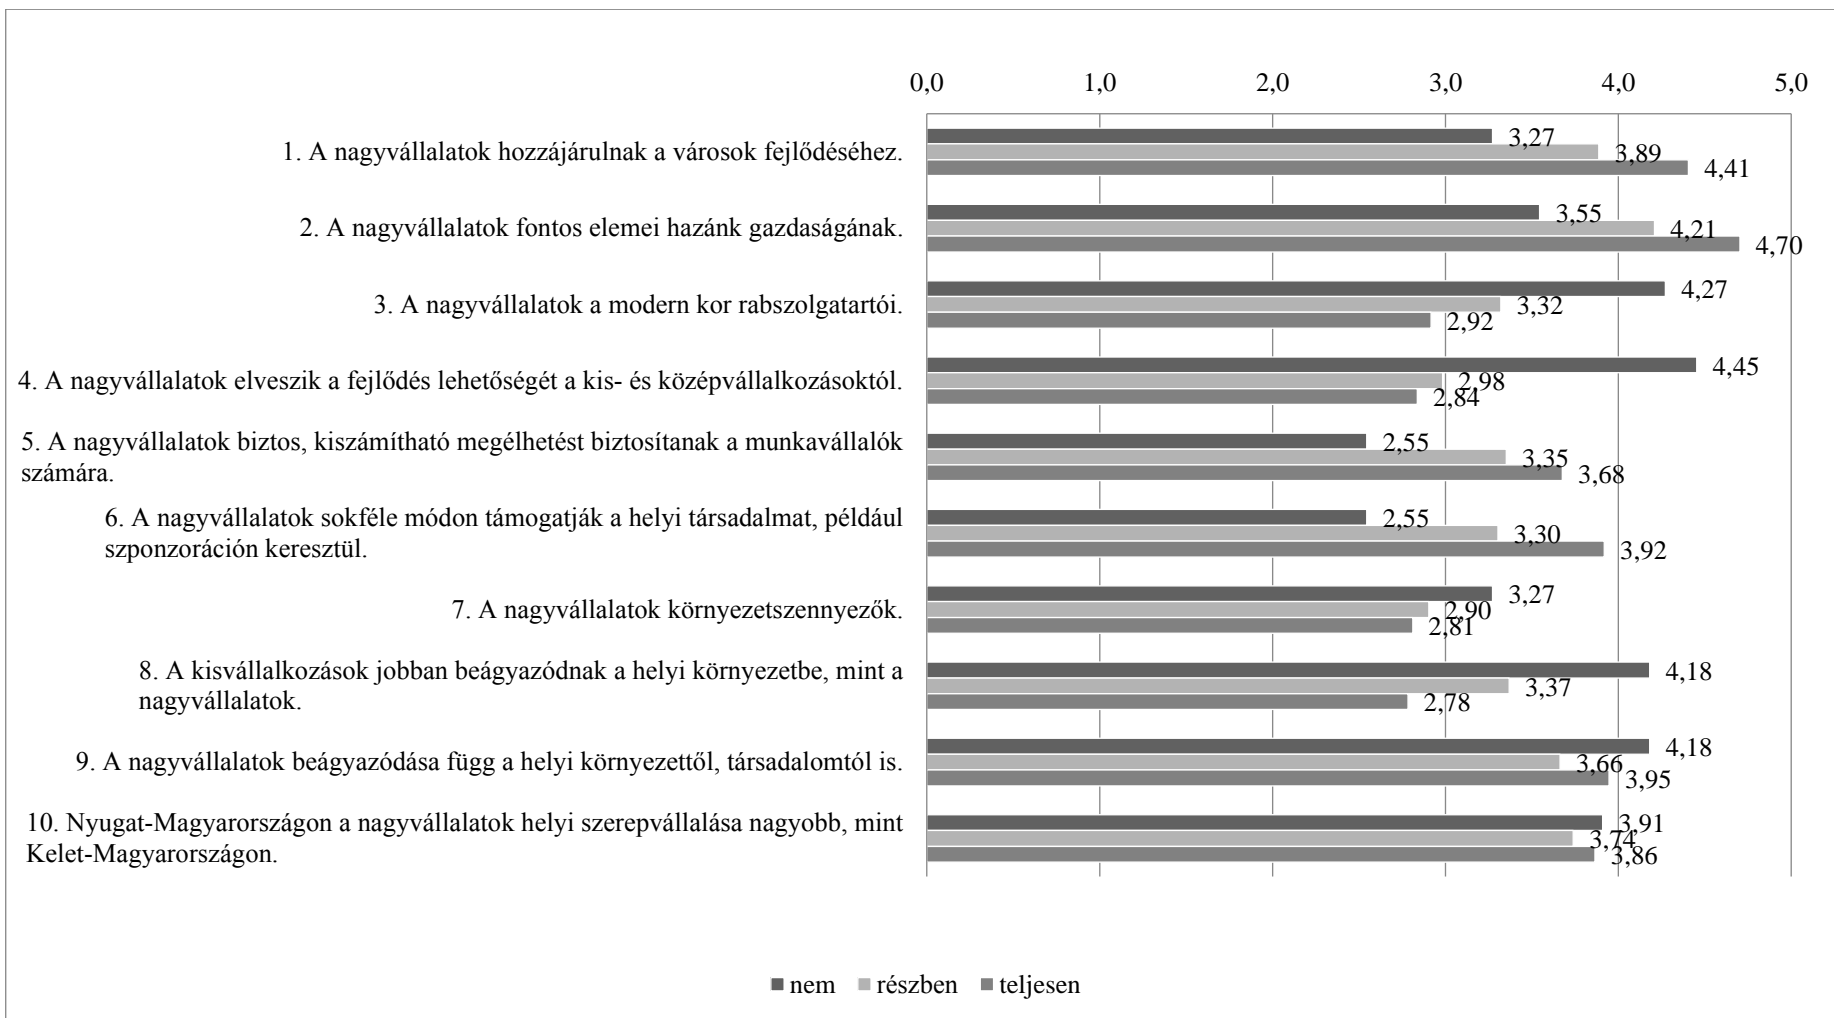 0,0 1,0 2,0 3,0 4,0 5,0
1. A nagyvállalatok hozzájárulnak a városok fejlődéséhez.
3,27
3,89
4,41
2. A nagyvállalatok fontos elemei hazánk gazdaságának.
3,55
4,21
4,70
3. A nagyvállalatok a modern kor rabszolgatartói.
4,27
3,32
2,92
4. A nagyvállalatok elveszik a fejlődés lehetőségét a kis- és középvállalkozásoktól.
4,45
2,98
2,84
5. A nagyvállalatok biztos, kiszámítható megélhetést biztosítanak a munkavállalók
számára.
2,55
3,35
3,68
6. A nagyvállalatok sokféle módon támogatják a helyi társadalmat, például
szponzoráción keresztül.
2,55
3,30
3,92
7. A nagyvállalatok környezetszennyezők.
3,27
2,90
2,81
8. A kisvállalkozások jobban beágyazódnak a helyi környezetbe, mint a
nagyvállalatok.
4,18
3,37
2,78
9. A nagyvállalatok beágyazódása függ a helyi környezettől, társadalomtól is.
4,18
3,66
3,95
10. Nyugat-Magyarországon a nagyvállalatok helyi szerepvállalása nagyobb, mint
Kelet-Magyarországon.
3,91
3,74
3,86
nem részben teljesen